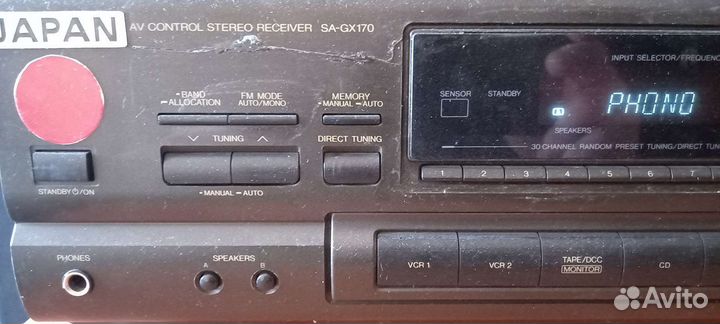 JAPAN
AV CONTROL STEREO RECEIVER SA-GX170
INPUT SELECTOR/FREQUENC
SENSOR
STANDBY
PHONO
SPEAKERS
30 CHANNEL RANDOM PRESET TUNING/DIRECT TUN
-BAND
-ALLOCATION
FM MODE
AUTO/MONO
MEMORY
-MANUAL -AUTO
TUNING
DIRECT TUNING
-MANUAL -AUTO
STANDBY ⏻/ON
1 2 3 4 5 6 7
PHONES
SPEAKERS
A B
VCR 1
VCR 2
TAPE/DCC
MONITOR
CD
Avito